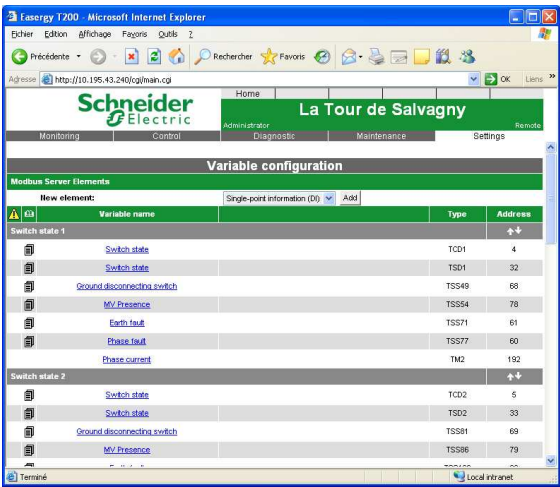 Easergy T200 - Microsoft Internet Explorer
Fichier Edition Affichage Favoris Outils ?
Précédente Rechercher Favoris
Adresse http://10.195.43.240/cgi/main.cgi OK Liens »
Schneider Electric
Home
La Tour de Salvagny
Administrator Remote
Monitoring Control Diagnostic Maintenance Settings
Variable configuration
Modbus Server Elements
New element: Single-point information (DI) Add
Variable name Type Address
Switch state 1
Switch state TCD1 4
Switch state TSD1 32
Ground disconnecting switch TSS49 68
MV Presence TSS54 78
Earth fault TSS71 61
Phase fault TSS77 60
Phase current TM2 192
Switch state 2
Switch state TCD2 5
Switch state TSD2 33
Ground disconnecting switch TSS81 69
MV Presence TSS86 79
Terminé Local intranet